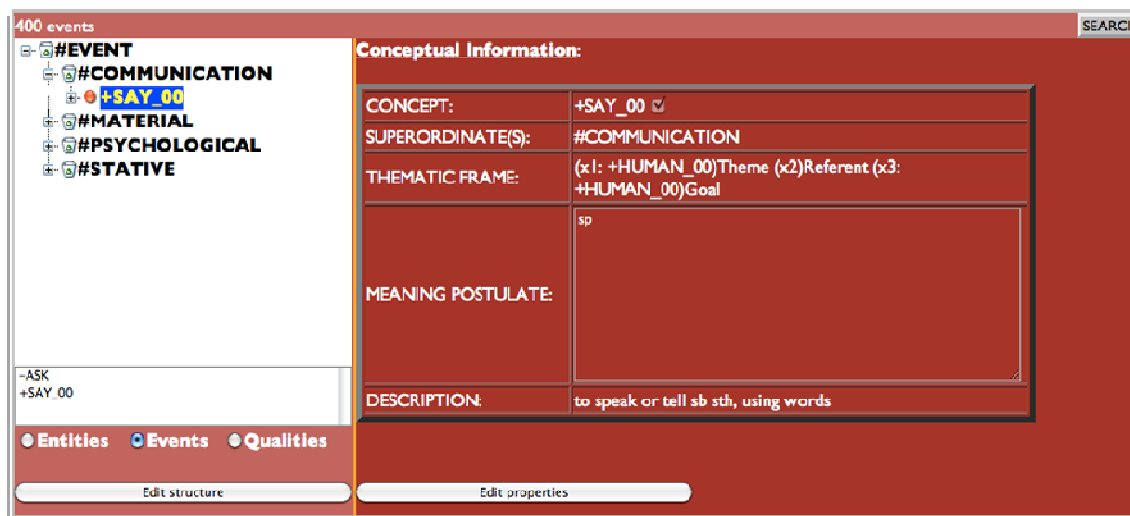 400 events
SEARCH
#EVENT
#COMMUNICATION
+SAY_00
#MATERIAL
#PSYCHOLOGICAL
#STATIVE
-ASK
+SAY_00
Entities Events Qualities
Edit structure
Conceptual Information:
CONCEPT: +SAY_00
SUPERORDINATE(S): #COMMUNICATION
THEMATIC FRAME: (x1: +HUMAN_00)Theme (x2)Referent (x3:
+HUMAN_00)Goal
MEANING POSTULATE: sp
DESCRIPTION: to speak or tell sb sth, using words
Edit properties